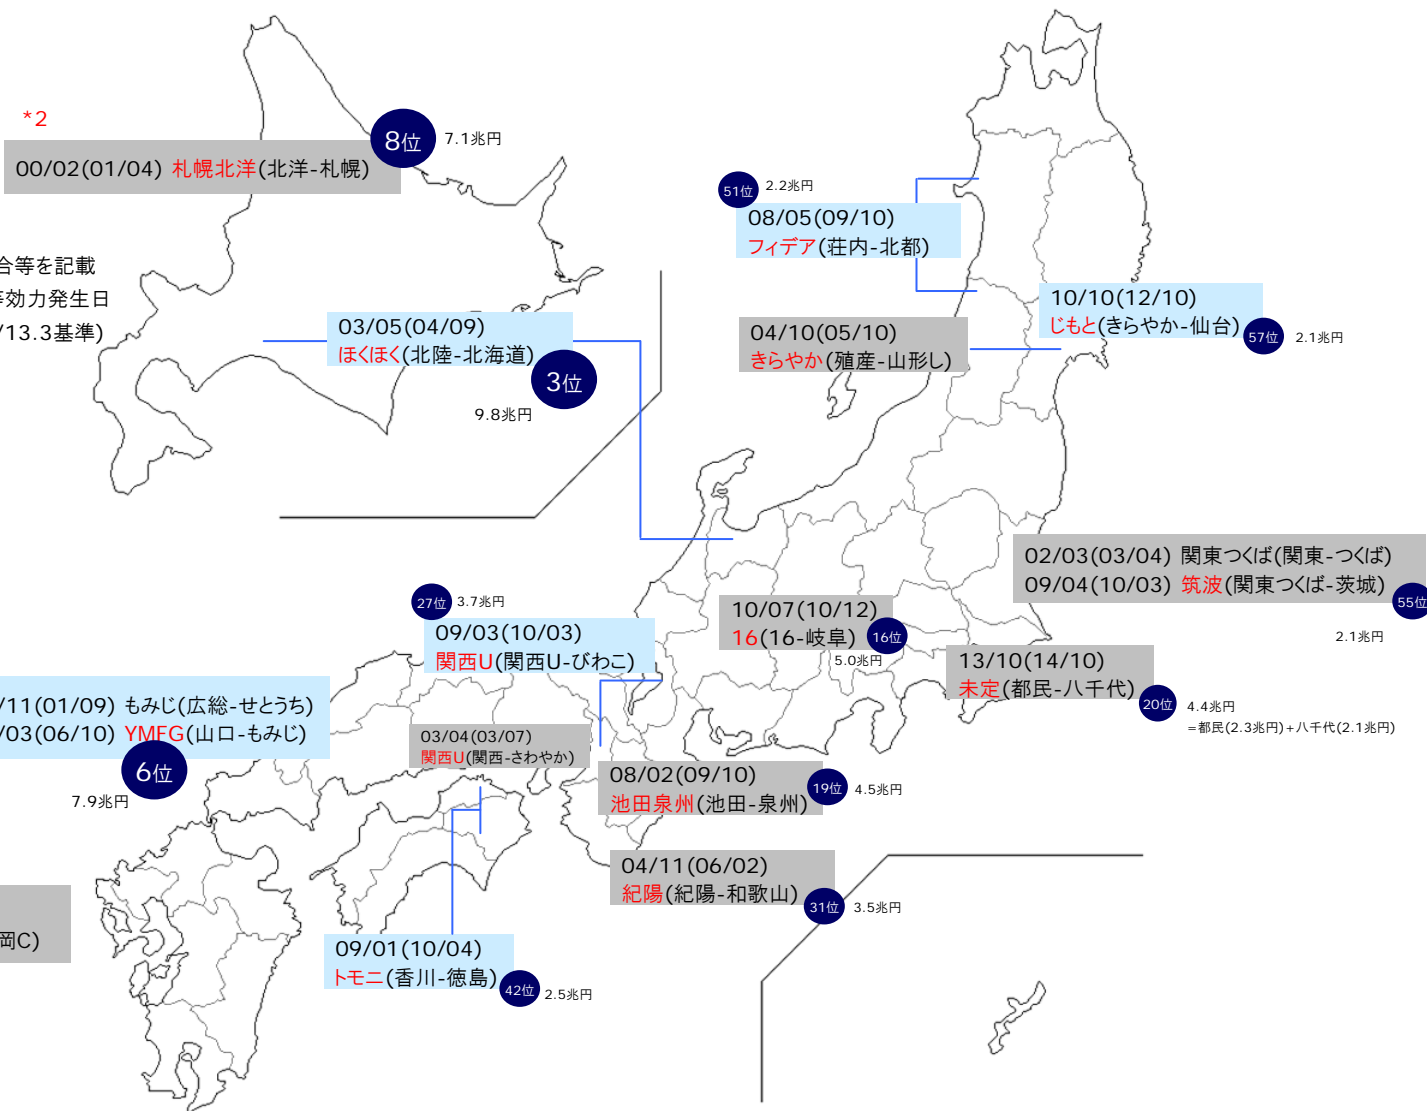 *2
8位 7.1兆円
00/02(01/04) 札幌北洋(北洋-札幌)
合等を記載
等効力発生日
/13.3基準)
03/05(04/09)
ほくほく(北陸-北海道)
3位
9.8兆円
51位 2.2兆円
08/05(09/10)
フィデア(荘内-北都)
10/10(12/10)
じもと(きらやか-仙台)
57位 2.1兆円
04/10(05/10)
きらやか(殖産-山形し)
02/03(03/04) 関東つくば(関東-つくば)
09/04(10/03) 筑波(関東つくば-茨城)
55位
2.1兆円
27位 3.7兆円
09/03(10/03)
関西U(関西U-びわこ)
10/07(10/12)
16(16-岐阜)
16位
5.0兆円
13/10(14/10)
未定(都民-八千代)
20位 4.4兆円
=都民(2.3兆円)+八千代(2.1兆円)
/11(01/09) もみじ(広総-せとうち)
/03(06/10) YMFG(山口-もみじ)
6位
7.9兆円
03/04(03/07)
関西U(関西-さわやか)
08/02(09/10)
池田泉州(池田-泉州)
19位 4.5兆円
04/11(06/02)
紀陽(紀陽-和歌山)
31位 3.5兆円
岡C)
09/01(10/04)
トモニ(香川-徳島)
42位 2.5兆円